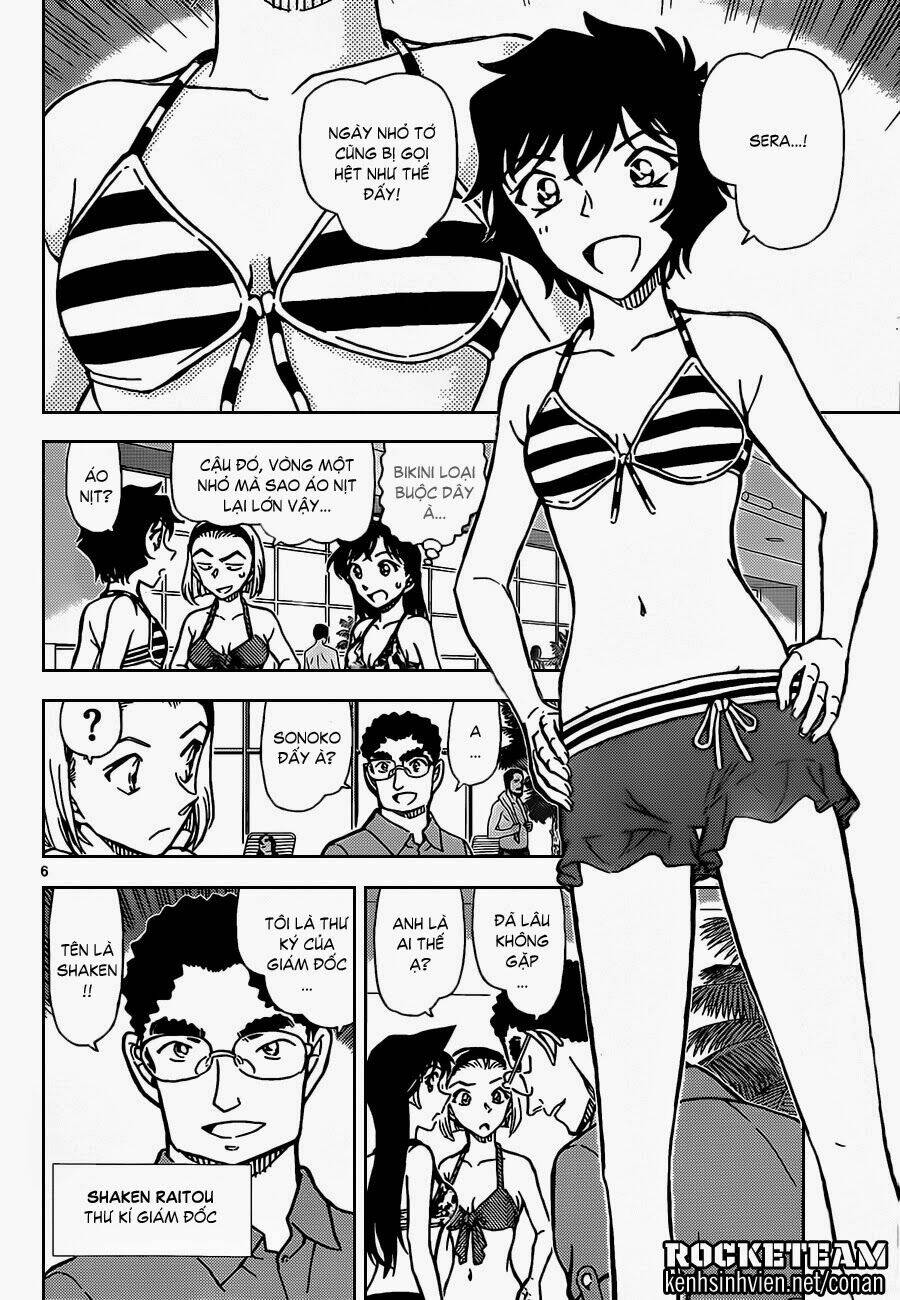 SERA...!
NGÀY NHỎ TỚ
CŨNG BỊ GỌI
HỆT NHƯ THẾ
ĐẤY!
BIKINI LOẠI
BUỘC DÂY
À...
CẬU ĐÓ, VÒNG MỘT
NHỎ MÀ SAO ÁO NỊT
LẠI LỚN VẬY...
ÁO
NỊT?
A
...
SONOKO
ĐẤY À?
?
6
ĐÃ LÂU
KHÔNG
GẶP
ANH LÀ
AI THẾ
Ạ?
TÔI LÀ THƯ
KÝ CỦA
GIÁM ĐỐC
...
TÊN LÀ
SHAKEN
!!
SHAKEN RAITOU
THƯ KÍ GIÁM ĐỐC
ROCKETEAM
kenhsinhvien.net/conan